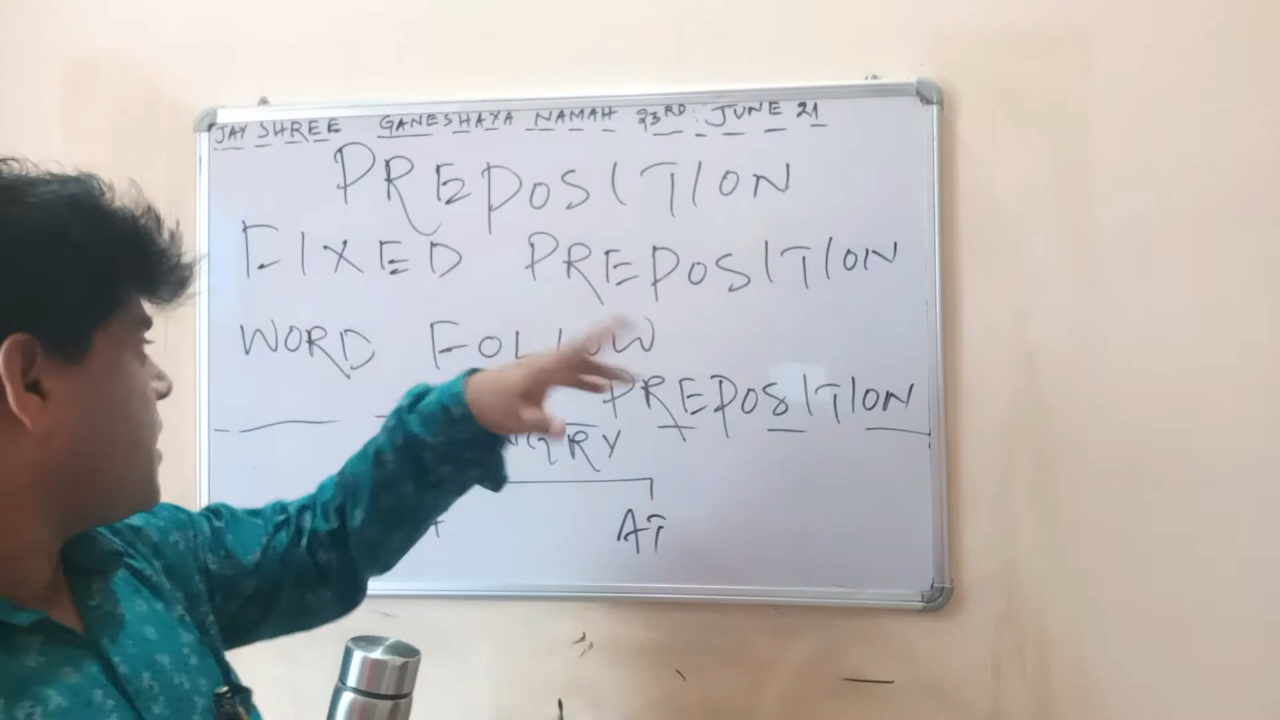 JAY SHREE GANESHAYA NAMAH 23RD JUNE 21
PREPOSITION
FIXED PREPOSITION
WORD FOLLOW
PREPOSITION
AT